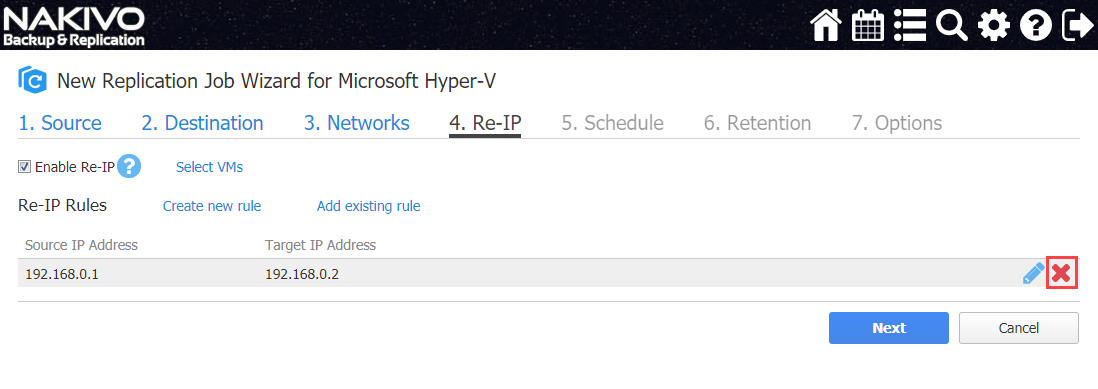 NAKIVO
Backup & Replication
New Replication Job Wizard for Microsoft Hyper-V
1. Source 2. Destination 3. Networks 4. Re-IP 5. Schedule 6. Retention 7. Options
Enable Re-IP ? Select VMs
Re-IP Rules Create new rule Add existing rule
Source IP Address Target IP Address
192.168.0.1 192.168.0.2
Next Cancel